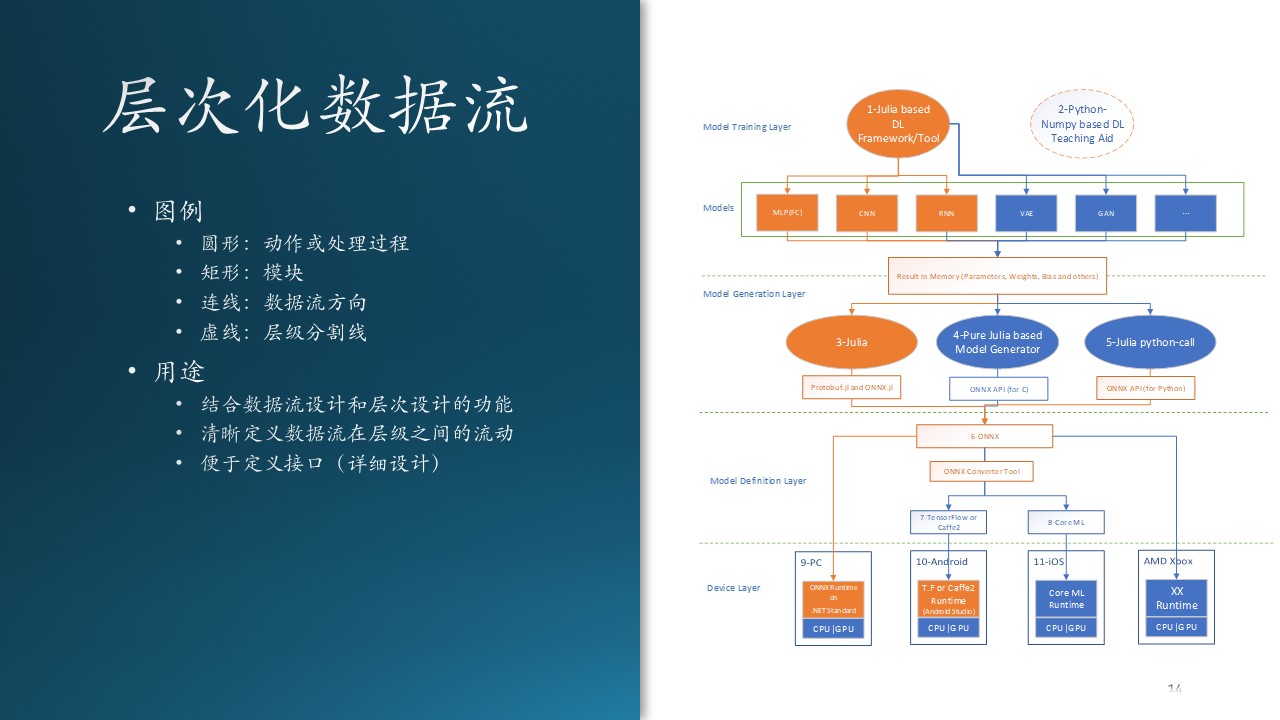 层次化数据流
• 图例
• 圆形：动作或处理过程
• 矩形：模块
• 连线：数据流方向
• 虚线：层级分割线
• 用途
• 结合数据流设计和层次设计的功能
• 清晰定义数据流在层级之间的流动
• 便于定义接口（详细设计）
Model Training Layer
1-Julia based
DL
Framework/Tool
2-Python-
Numpy based DL
Teaching Aid
Models
MLP(FC)
CNN
RNN
VAE
GAN
...
Result in Memory (Parameters, Weights, Bias and others)
Model Generation Layer
3-Julia
4-Pure Julia based
Model Generator
5-Julia python-call
Protobuf.jl and ONNX.jl
ONNX API (for C)
ONNX API (for Python)
6-ONNX
ONNX Converter Tool
Model Definition Layer
7 TensorFlow or
Caffe2
8 Core ML
Device Layer
9-PC
ONNX Runtime
on
.NET Standard
CPU |GPU
10-Android
T.F or Caffe2
Runtime
(Android Studio)
CPU |GPU
11-iOS
Core ML
Runtime
CPU |GPU
AMD Xbox
XX
Runtime
CPU |GPU
14